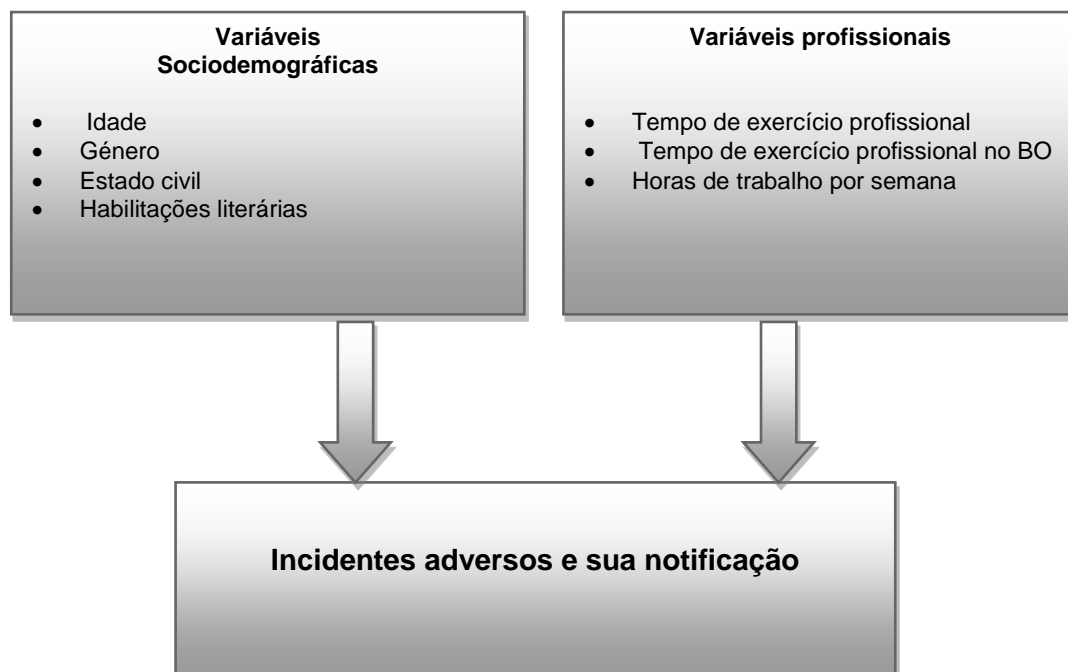 Variáveis
Sociodemográficas
• Idade
• Género
• Estado civil
• Habilitações literárias
Variáveis profissionais
• Tempo de exercício profissional
• Tempo de exercício profissional no BO
• Horas de trabalho por semana
Incidentes adversos e sua notificação